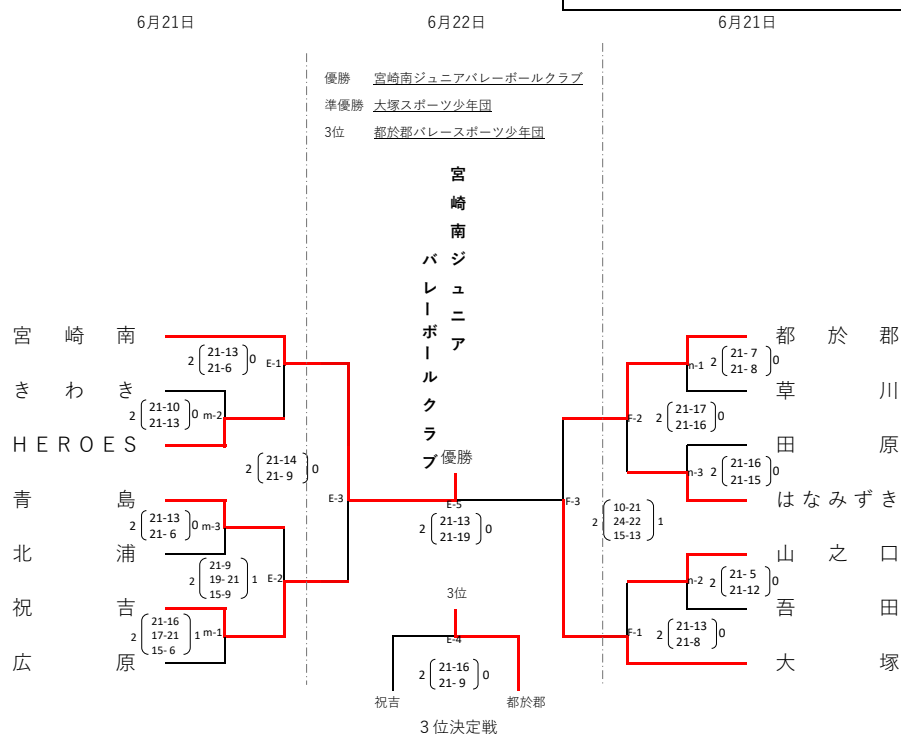 6月21日
6月22日
6月21日
優勝 宮崎南ジュニアバレーボールクラブ
準優勝 大塚スポーツ少年団
3位 都於郡バレースポーツ少年団
宮崎南ジュニア
バレーボールクラブ
宮崎南
きわき
HEROES
青島
北浦
祝吉
広原
2 21-13 0
21-6
E-1
2 21-10 0
21-13
m-2
2 21-14 0
21- 9
E-3
2 21-13 0
21- 6
m-3
2 21-9 1
19- 21
15-9
E-2
2 21-16 1
17-21
15- 6
m-1
優勝
E-5
2 21-13 0
21-19
3位
E-4
2 21-16 0
21- 9
祝吉
都於郡
3位決定戦
都於郡
草川
田原
はなみずき
山之口
吾田
大塚
m-1
2 21- 7 0
21- 8
F-2
2 21-17 0
21-16
m-3
2 21-16 0
21-15
F-3
2 10-21 1
24-22
15-13
m-2
2 21- 5 0
21-12
F-1
2 21-13 0
21-8